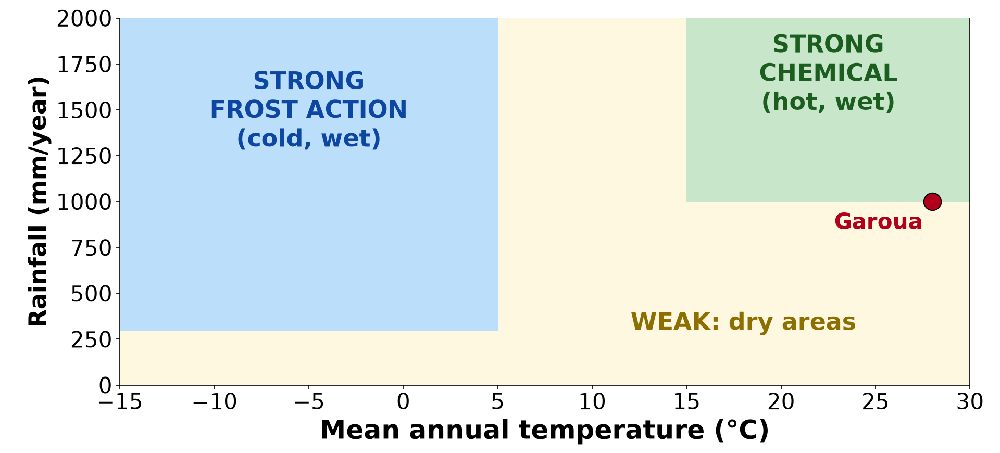 2000
1750
1500
1250
1000
750
500
250
0
Rainfall (mm/year)
STRONG
FROST ACTION
(cold, wet)
STRONG
CHEMICAL
(hot, wet)
Garoua
WEAK: dry areas
−15
−10
−5
0
5
10
15
20
25
30
Mean annual temperature (°C)